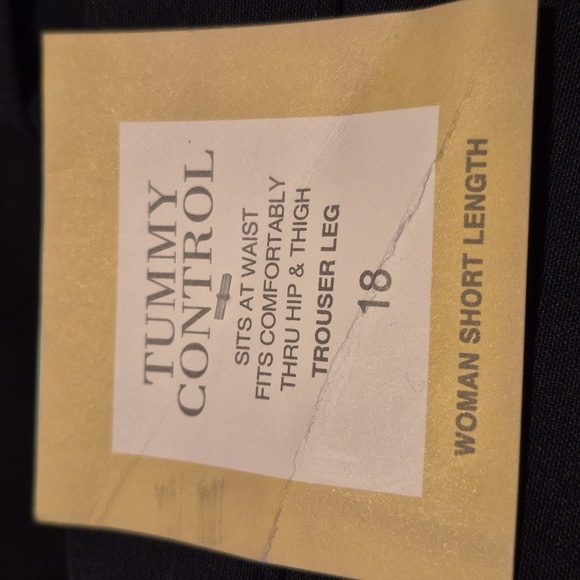 TUMMY
CONTROL
SITS AT WAIST
FITS COMFORTABLY
THRU HIP & THIGH
TROUSER LEG
18
WOMAN SHORT LENGTH